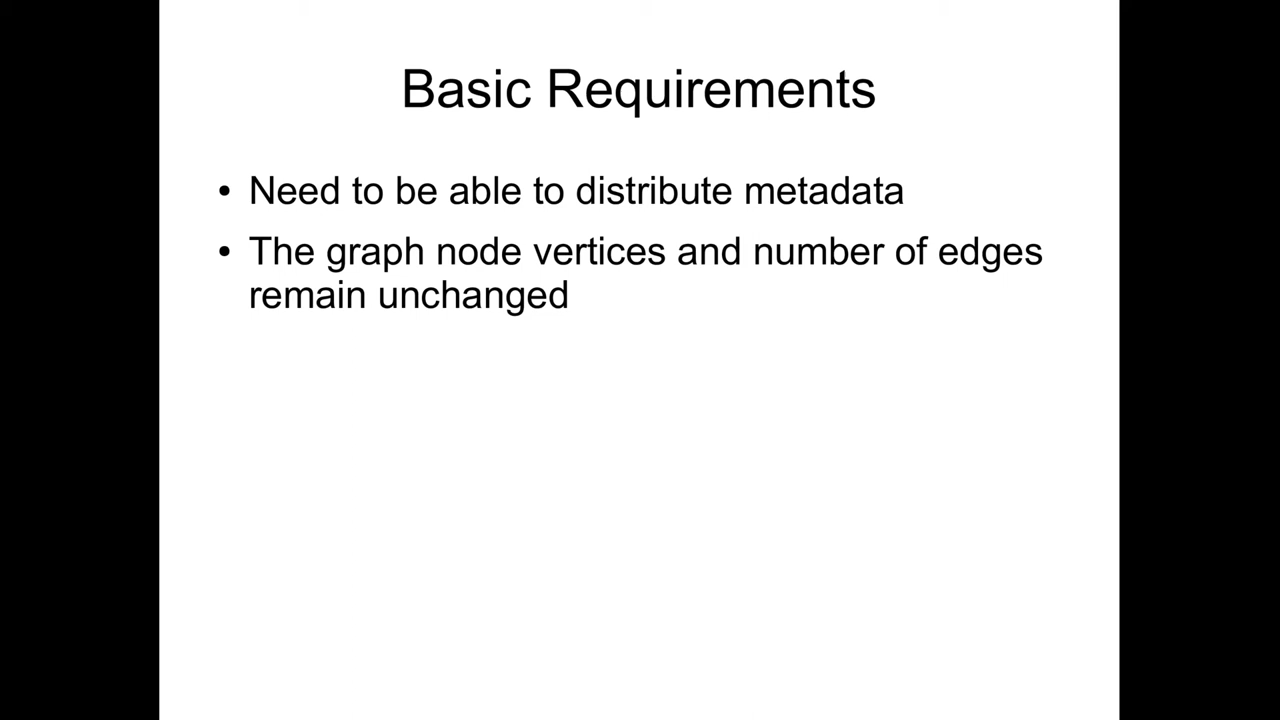 Basic Requirements
• Need to be able to distribute metadata
• The graph node vertices and number of edges
remain unchanged